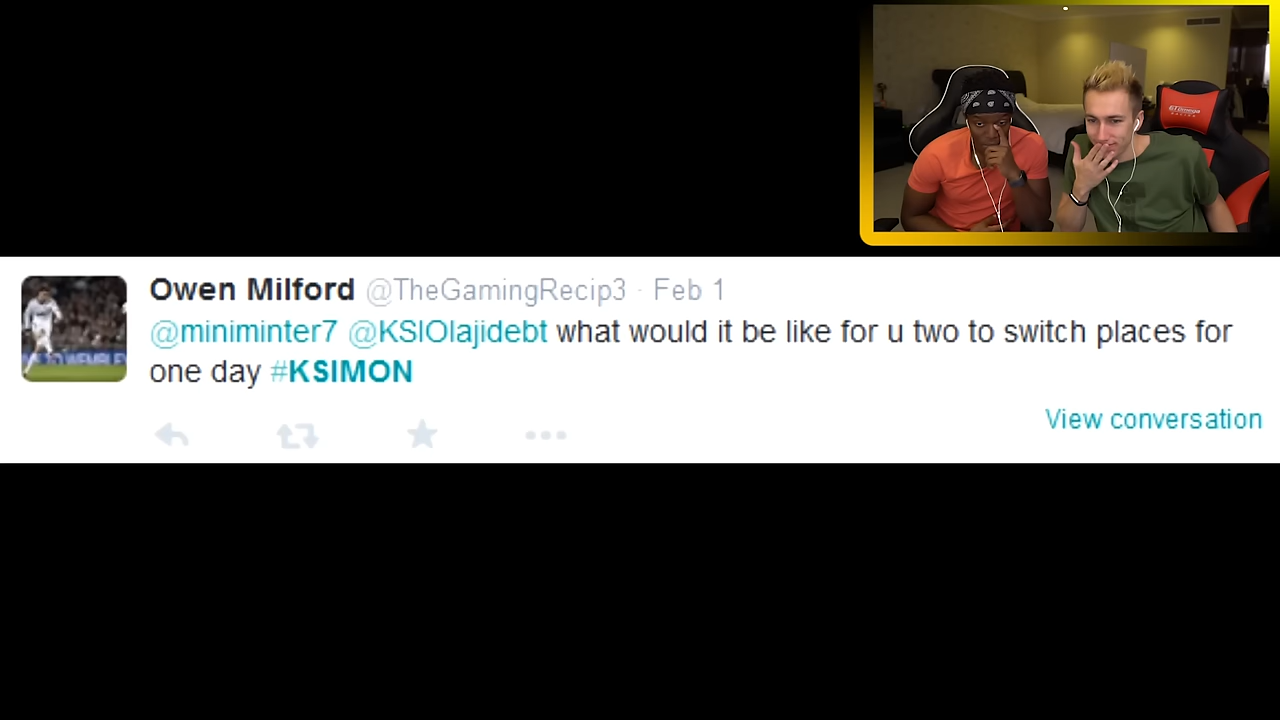 Owen Milford @TheGamingRecip3 · Feb 1
@miniminter7 @KSIOlajidebt what would it be like for u two to switch places for
one day #KSIMON
View conversation